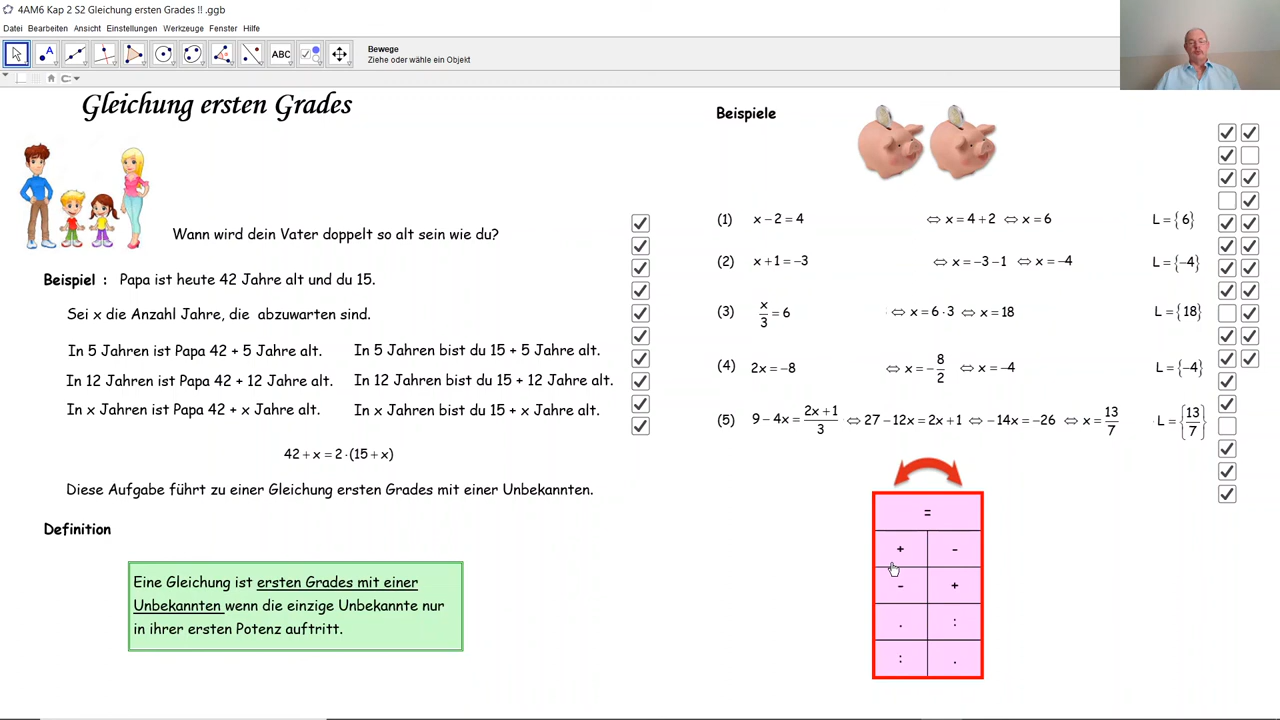 4AM6 Kap 2 S2 Gleichung ersten Grades !! .ggb
Datei Bearbeiten Ansicht Einstellungen Werkzeuge Fenster Hilfe
ABC
Bewege
Ziehe oder wähle ein Objekt
Gleichung ersten Grades
Wann wird dein Vater doppelt so alt sein wie du?
Beispiel : Papa ist heute 42 Jahre alt und du 15.
Sei x die Anzahl Jahre, die abzuwarten sind.
In 5 Jahren ist Papa 42 + 5 Jahre alt. In 5 Jahren bist du 15 + 5 Jahre alt.
In 12 Jahren ist Papa 42 + 12 Jahre alt. In 12 Jahren bist du 15 + 12 Jahre alt.
In x Jahren ist Papa 42 + x Jahre alt. In x Jahren bist du 15 + x Jahre alt.
42 + x = 2 · (15 + x)
Diese Aufgabe führt zu einer Gleichung ersten Grades mit einer Unbekannten.
Definition
Eine Gleichung ist ersten Grades mit einer
Unbekannten wenn die einzige Unbekannte nur
in ihrer ersten Potenz auftritt.
Beispiele
(1) x − 2 = 4 ⇔ x = 4 + 2 ⇔ x = 6 L = {6}
(2) x + 1 = −3 ⇔ x = −3 − 1 ⇔ x = −4 L = {−4}
(3) x/3 = 6 ⇔ x = 6 · 3 ⇔ x = 18 L = {18}
(4) 2x = −8 ⇔ x = −8/2 ⇔ x = −4 L = {−4}
(5) 9 − 4x = (2x + 1)/3 ⇔ 27 − 12x = 2x + 1 ⇔ −14x = −26 ⇔ x = 13/7 L = {13/7}
=
+ -
- +
. :
: .